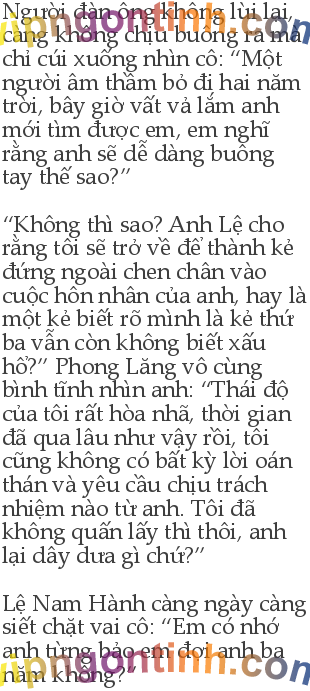 Người đàn ông không lùi lại,
càng không chịu buông ra mà
chỉ cúi xuống nhìn cô: “Một
người âm thầm bỏ đi hai năm
trời, bây giờ vất vả lắm anh
mới tìm được em, em nghĩ
rằng anh sẽ dễ dàng buông
tay thế sao?”

“Không thì sao? Anh Lệ cho
rằng tôi sẽ trở về để thành kẻ
đứng ngoài chen chân vào
cuộc hôn nhân của anh, hay là
một kẻ biết rõ mình là kẻ thứ
ba vẫn còn không biết xấu
hổ?” Phong Lăng vô cùng
bình tĩnh nhìn anh: “Thái độ
của tôi rất hòa nhã, thời gian
đã qua lâu như vậy rồi, tôi
cũng không có bất kỳ lời oán
thán và yêu cầu chịu trách
nhiệm nào từ anh. Tôi đã
không quấn lấy thì thôi, anh
lại dây dưa gì chứ?”

Lệ Nam Hành càng ngày càng
siết chặt vai cô: “Em có nhớ
anh từng bảo em đợi anh ba
năm không?”
vipngontinh.com